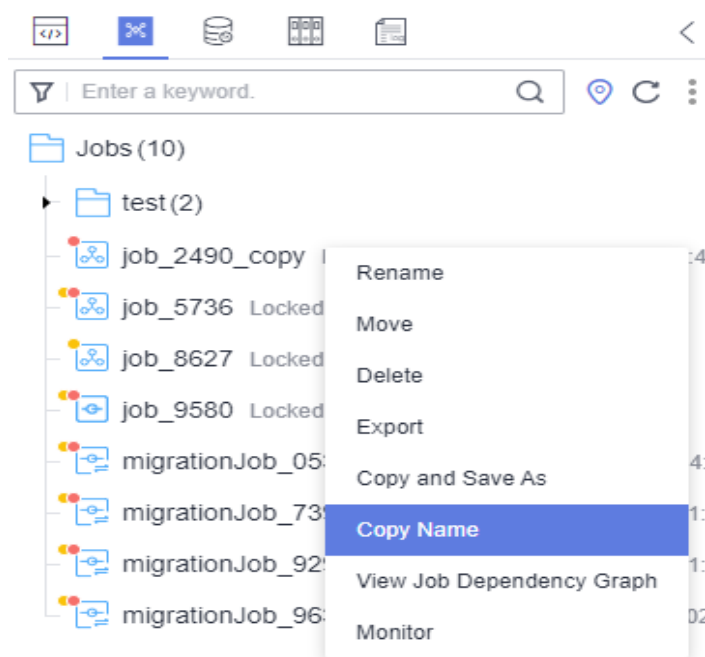 Enter a keyword.
Jobs (10)
test (2)
job_2490_copy
job_5736 Locked
job_8627 Locked
job_9580 Locked
migrationJob_05
migrationJob_73
migrationJob_92
migrationJob_96
Rename
Move
Delete
Export
Copy and Save As
Copy Name
View Job Dependency Graph
Monitor